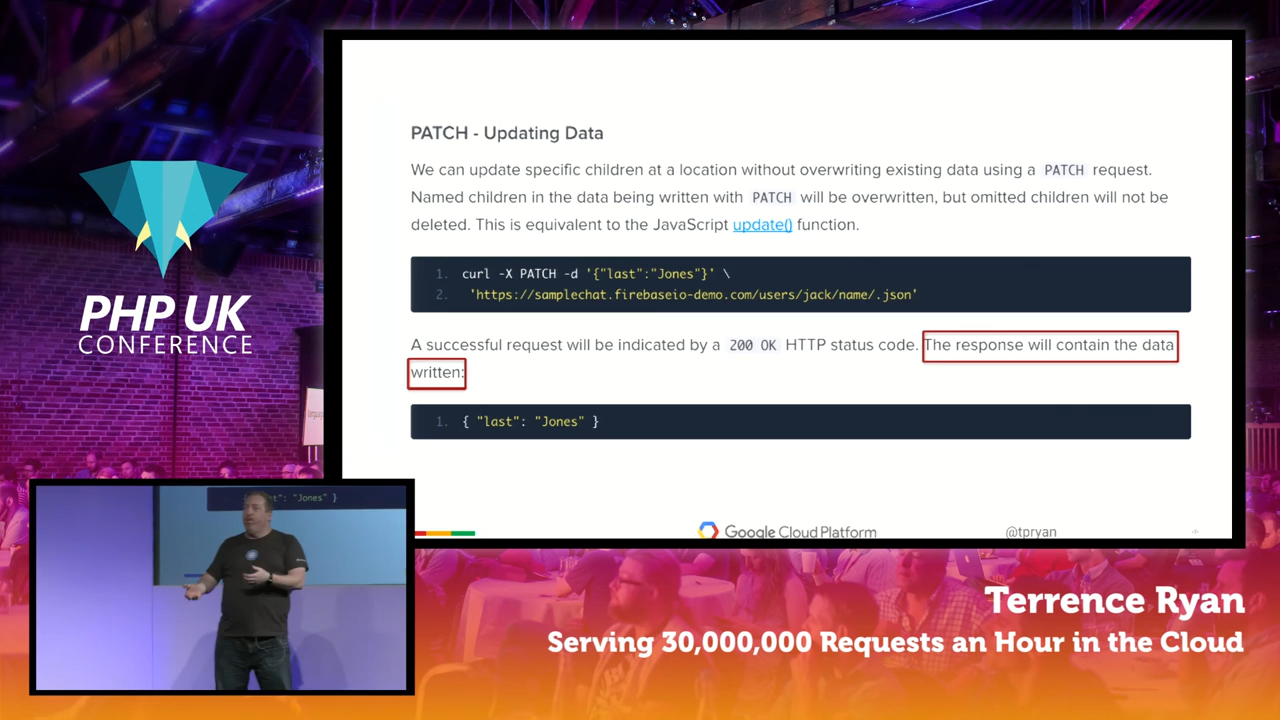 PHP UK
CONFERENCE
PATCH - Updating Data
We can update specific children at a location without overwriting existing data using a PATCH request.
Named children in the data being written with PATCH will be overwritten, but omitted children will not be
deleted. This is equivalent to the JavaScript update() function.
1. curl -X PATCH -d '{"last":"Jones"}' \
2. 'https://samplechat.firebaseio-demo.com/users/jack/name/.json'
A successful request will be indicated by a 200 OK HTTP status code. The response will contain the data
written:
1. { "last": "Jones" }
Google Cloud Platform
@tpryan
"Jones" }
Terrence Ryan
Serving 30,000,000 Requests an Hour in the Cloud